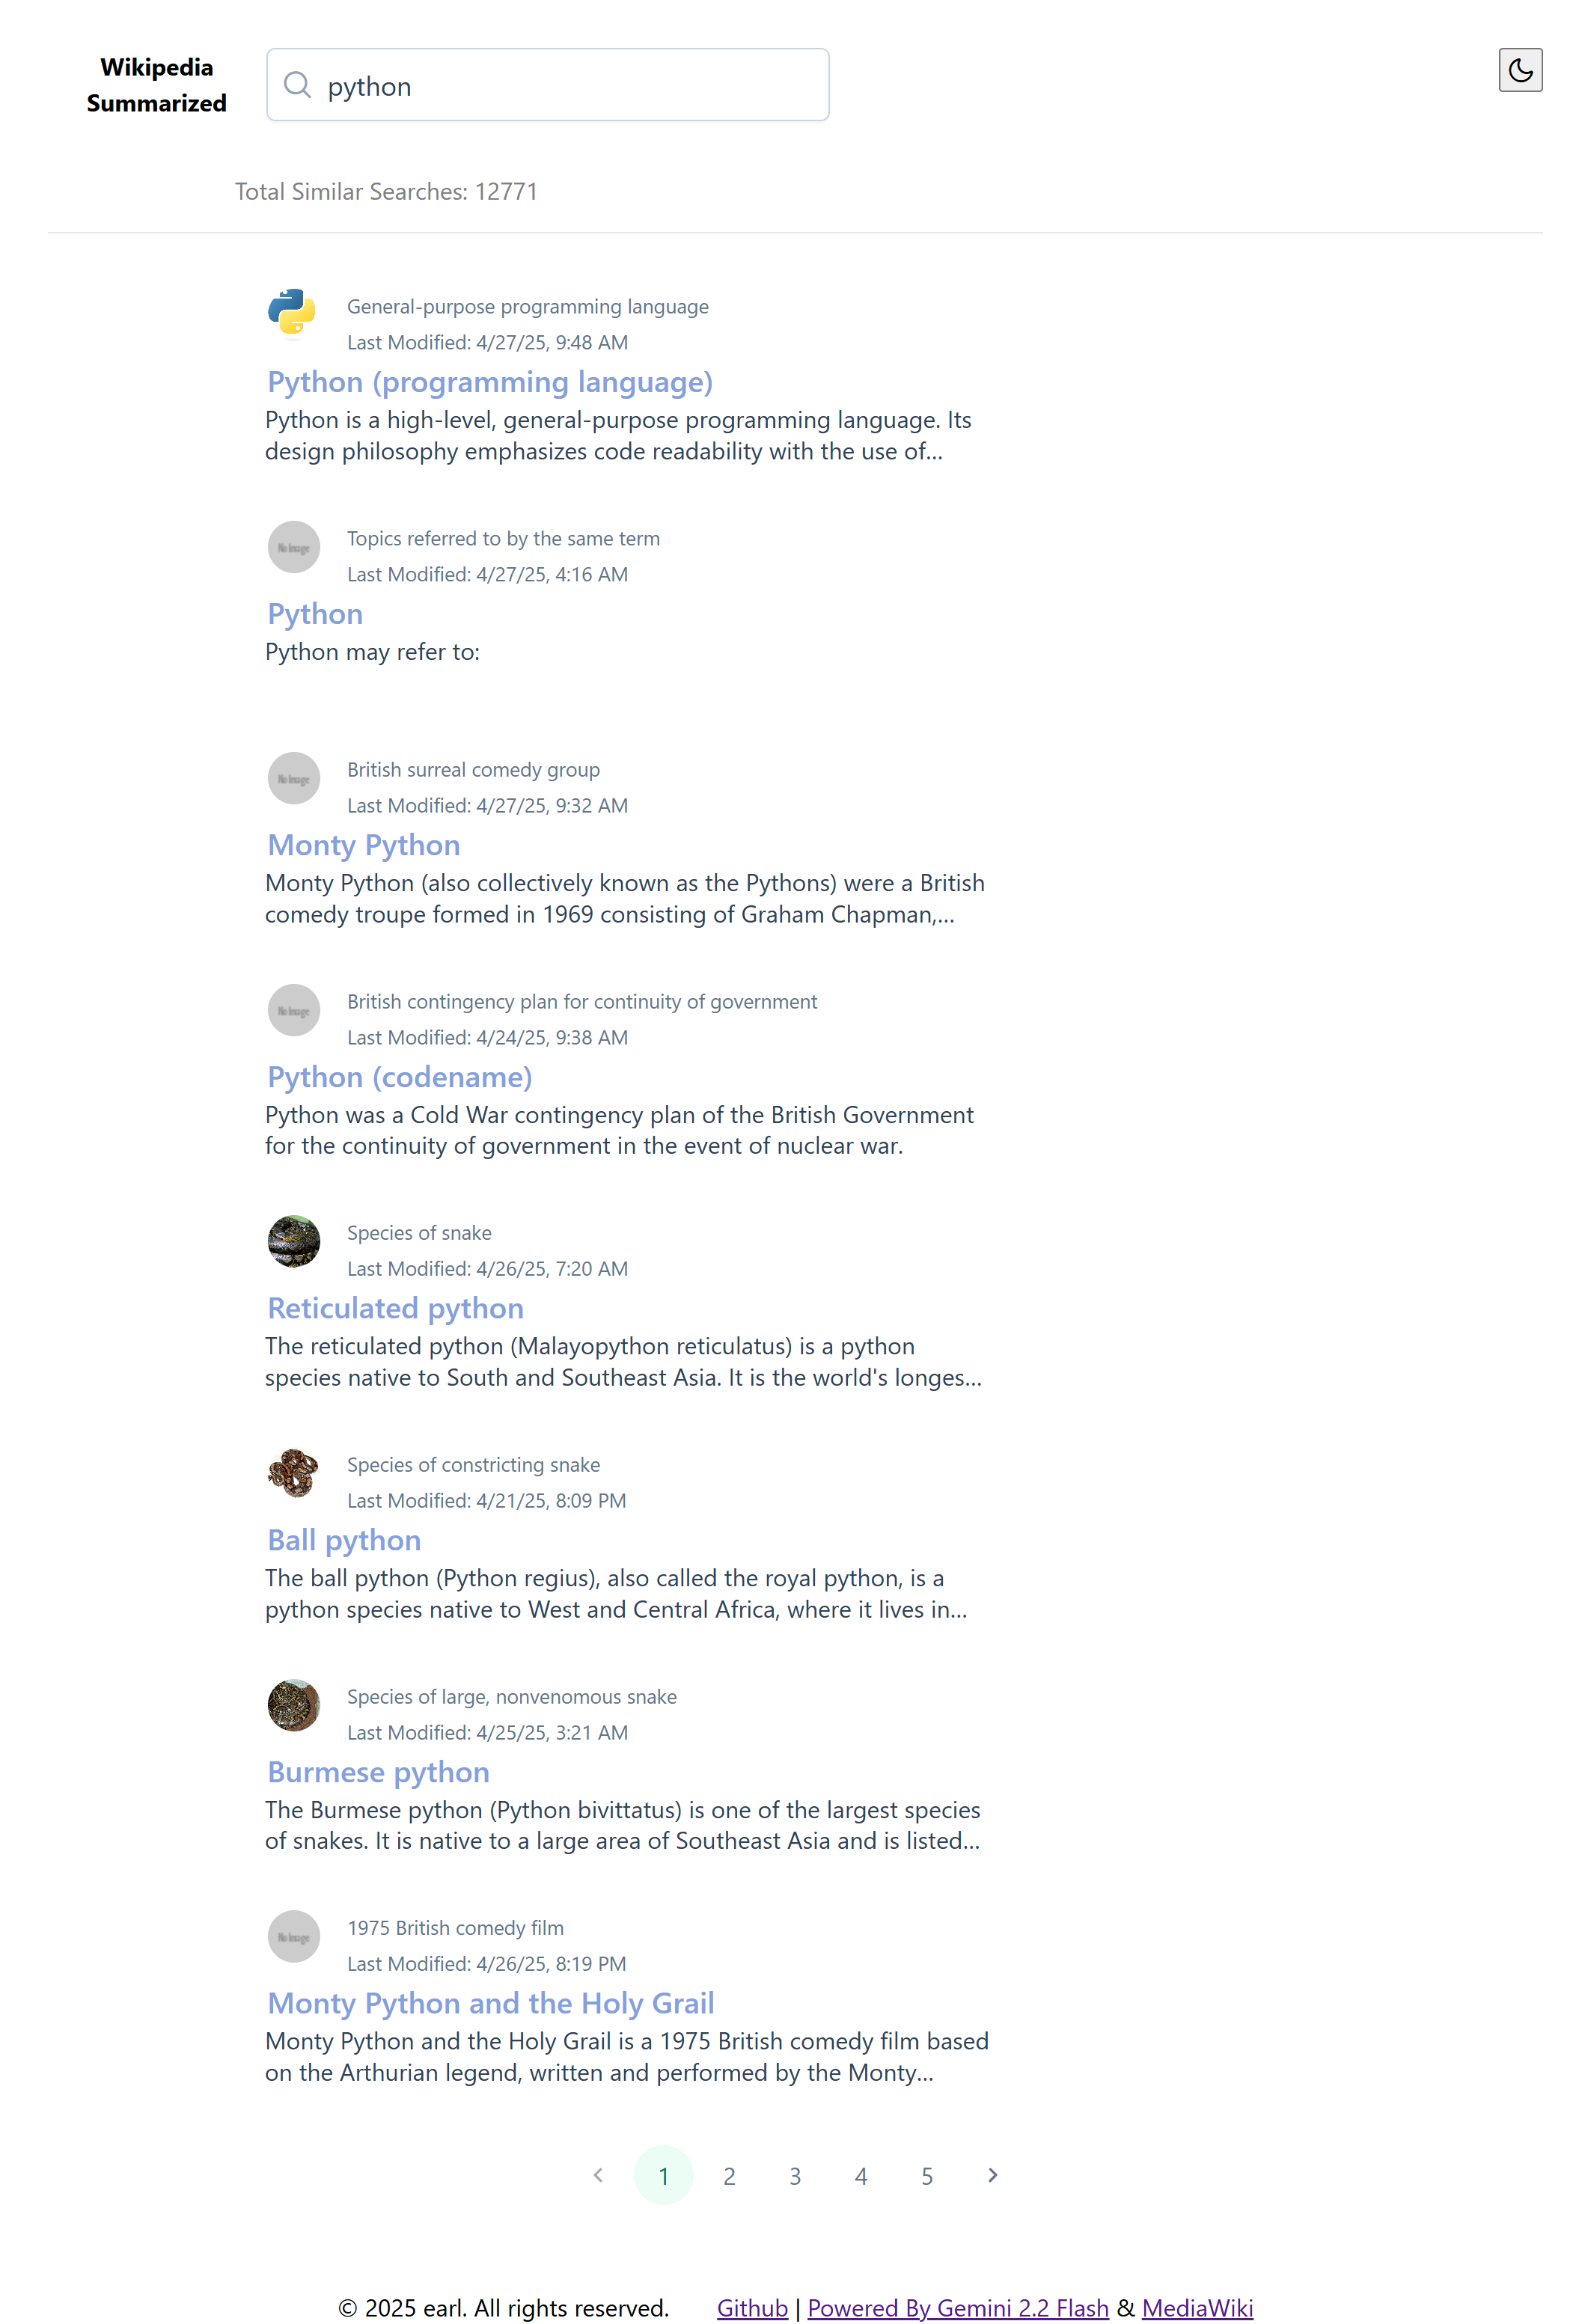 Wikipedia
Summarized
python
Total Similar Searches: 12771
General-purpose programming language
Last Modified: 4/27/25, 9:48 AM
Python (programming language)
Python is a high-level, general-purpose programming language. Its
design philosophy emphasizes code readability with the use of...
No Image
Topics referred to by the same term
Last Modified: 4/27/25, 4:16 AM
Python
Python may refer to:
No Image
British surreal comedy group
Last Modified: 4/27/25, 9:32 AM
Monty Python
Monty Python (also collectively known as the Pythons) were a British
comedy troupe formed in 1969 consisting of Graham Chapman,...
No Image
British contingency plan for continuity of government
Last Modified: 4/24/25, 9:38 AM
Python (codename)
Python was a Cold War contingency plan of the British Government
for the continuity of government in the event of nuclear war.
Species of snake
Last Modified: 4/26/25, 7:20 AM
Reticulated python
The reticulated python (Malayopython reticulatus) is a python
species native to South and Southeast Asia. It is the world's longes...
Species of constricting snake
Last Modified: 4/21/25, 8:09 PM
Ball python
The ball python (Python regius), also called the royal python, is a
python species native to West and Central Africa, where it lives in...
Species of large, nonvenomous snake
Last Modified: 4/25/25, 3:21 AM
Burmese python
The Burmese python (Python bivittatus) is one of the largest species
of snakes. It is native to a large area of Southeast Asia and is listed...
No Image
1975 British comedy film
Last Modified: 4/26/25, 8:19 PM
Monty Python and the Holy Grail
Monty Python and the Holy Grail is a 1975 British comedy film based
on the Arthurian legend, written and performed by the Monty...
1 2 3 4 5
© 2025 earl. All rights reserved. Github | Powered By Gemini 2.2 Flash & MediaWiki